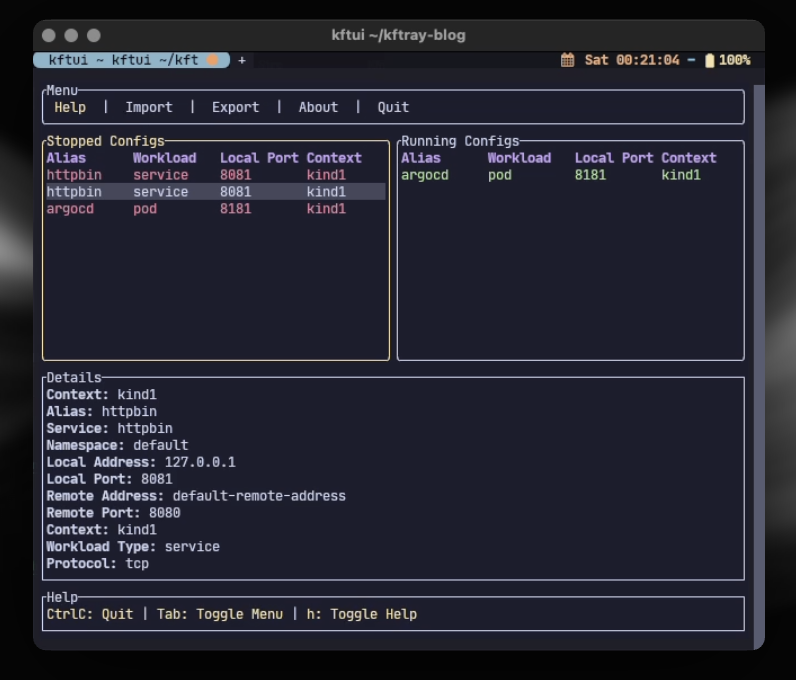 kftui ~/kftray-blog
kftui ~ kftui ~/kft +
Sat 00:21:04 - 100%
Menu
Help | Import | Export | About | Quit
Stopped Configs
Alias Workload Local Port Context
httpbin service 8081 kind1
httpbin service 8081 kind1
argocd pod 8181 kind1
Running Configs
Alias Workload Local Port Context
argocd pod 8181 kind1
Details
Context: kind1
Alias: httpbin
Service: httpbin
Namespace: default
Local Address: 127.0.0.1
Local Port: 8081
Remote Address: default-remote-address
Remote Port: 8080
Context: kind1
Workload Type: service
Protocol: tcp
Help
CtrlC: Quit | Tab: Toggle Menu | h: Toggle Help